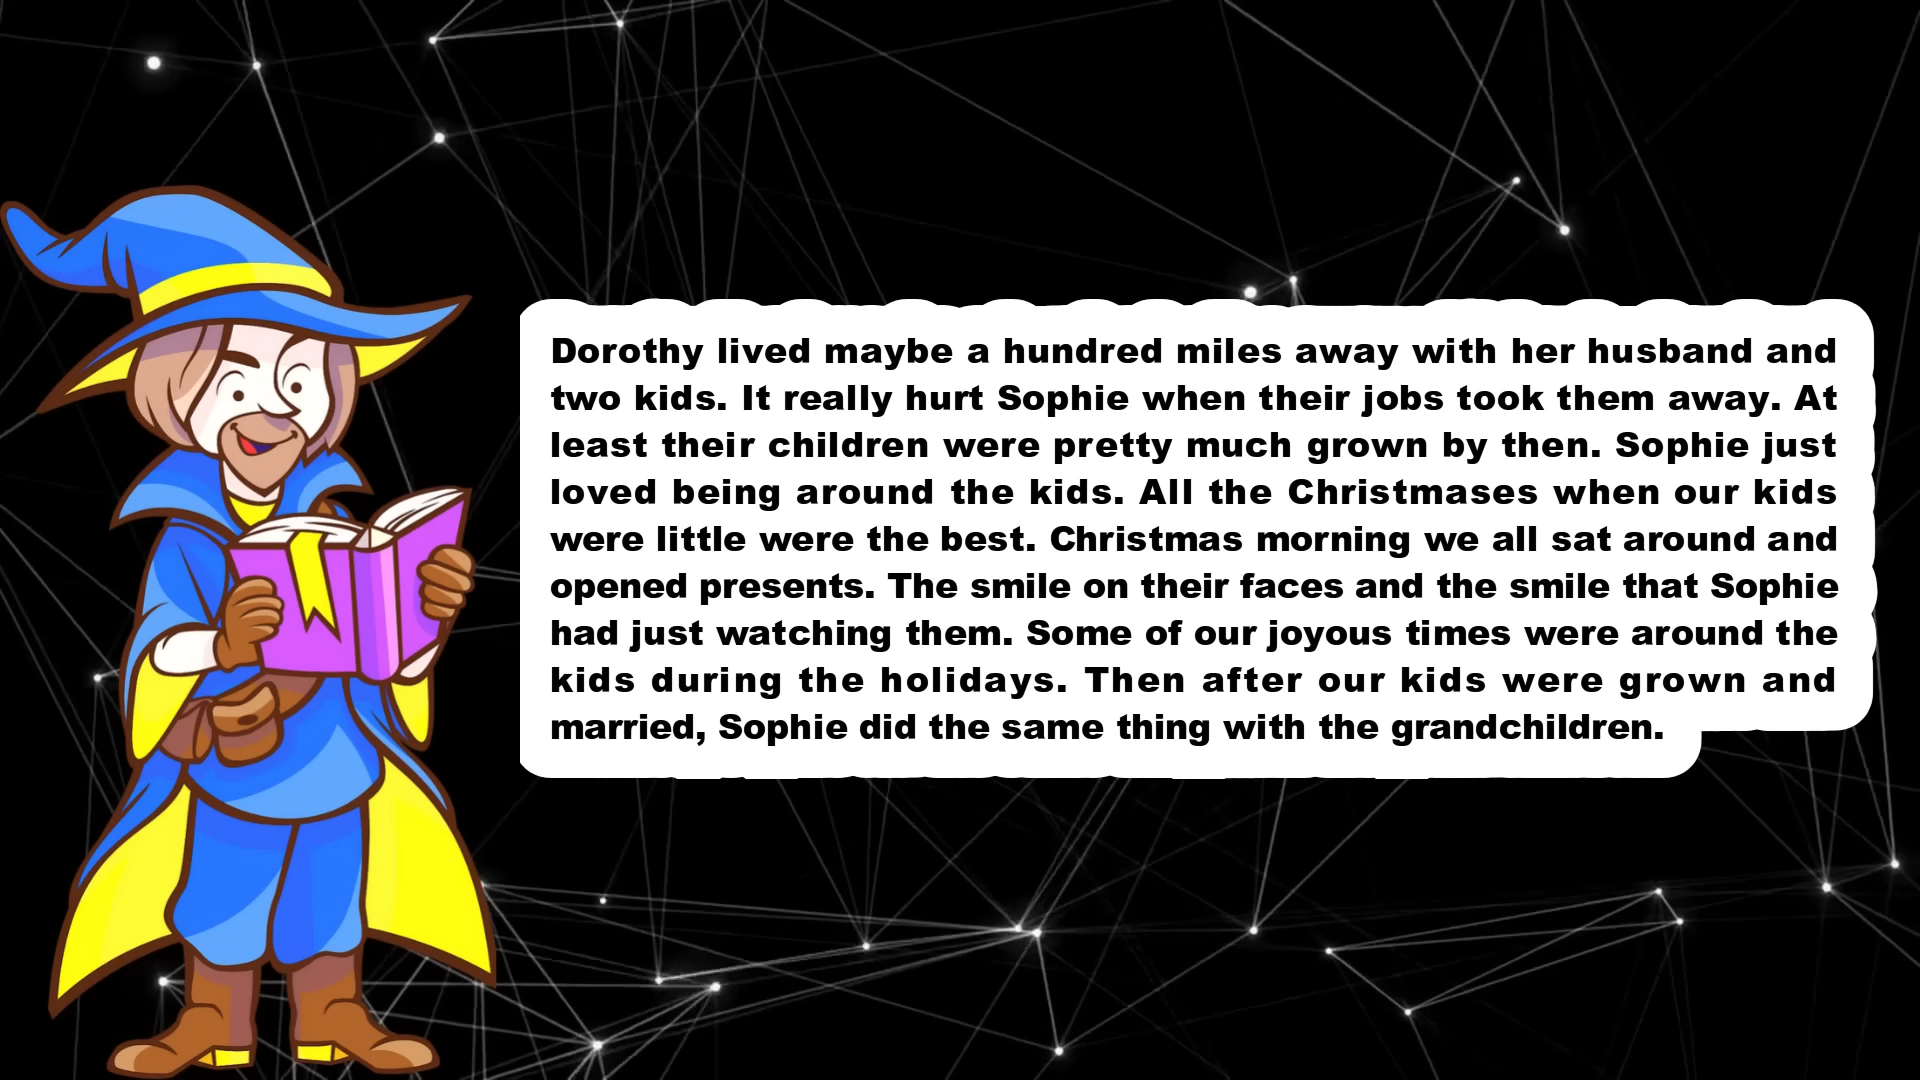 Dorothy lived maybe a hundred miles away with her husband and
two kids. It really hurt Sophie when their jobs took them away. At
least their children were pretty much grown by then. Sophie just
loved being around the kids. All the Christmases when our kids
were little were the best. Christmas morning we all sat around and
opened presents. The smile on their faces and the smile that Sophie
had just watching them. Some of our joyous times were around the
kids during the holidays. Then after our kids were grown and
married, Sophie did the same thing with the grandchildren.